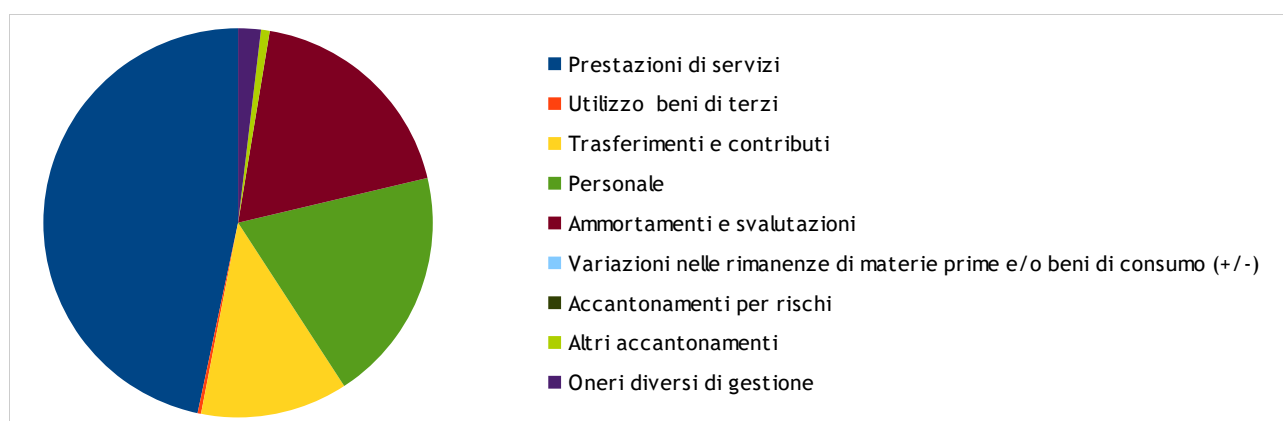 Prestazioni di servizi
Utilizzo beni di terzi
Trasferimenti e contributi
Personale
Ammortamenti e svalutazioni
Variazioni nelle rimanenze di materie prime e/o beni di consumo (+/-)
Accantonamenti per rischi
Altri accantonamenti
Oneri diversi di gestione